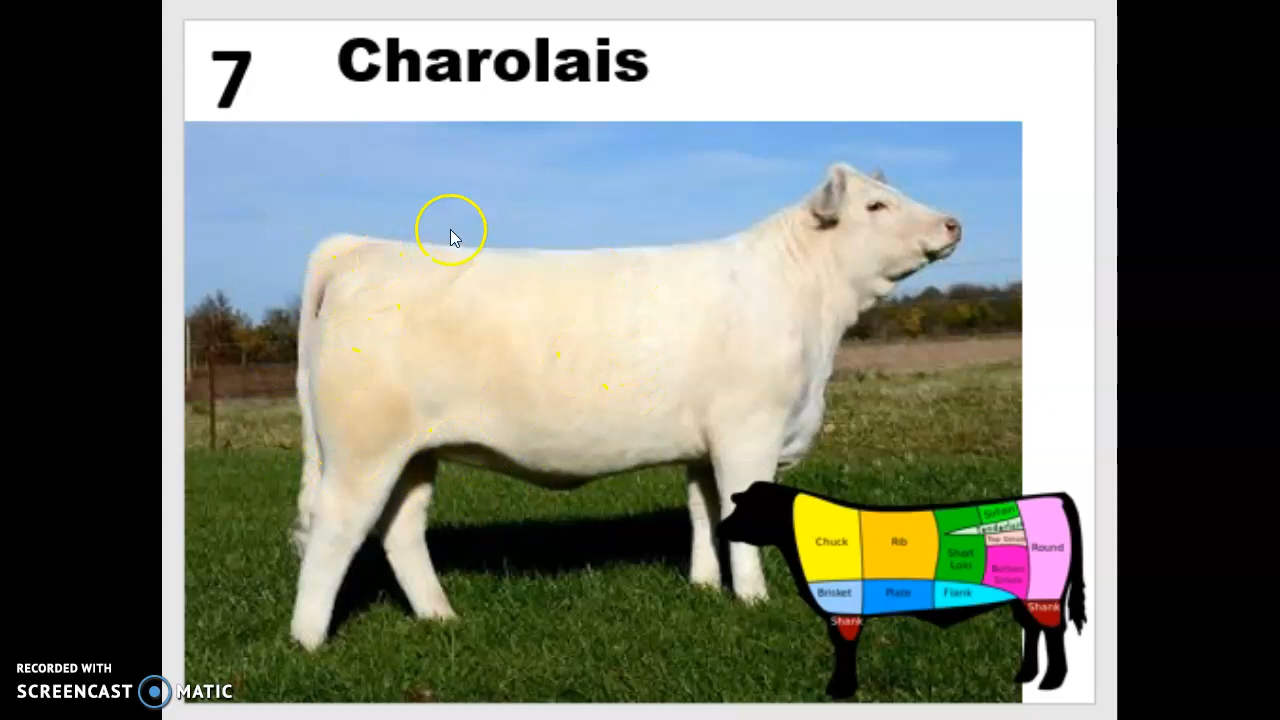 7 Charolais
Sirloin
Tenderloin
Top Sirloin
Chuck
Rib
Short
Loin
Round
Bottom
Sirloin
Brisket
Plate
Flank
Shank
Shank
RECORDED WITH
SCREENCAST MATIC